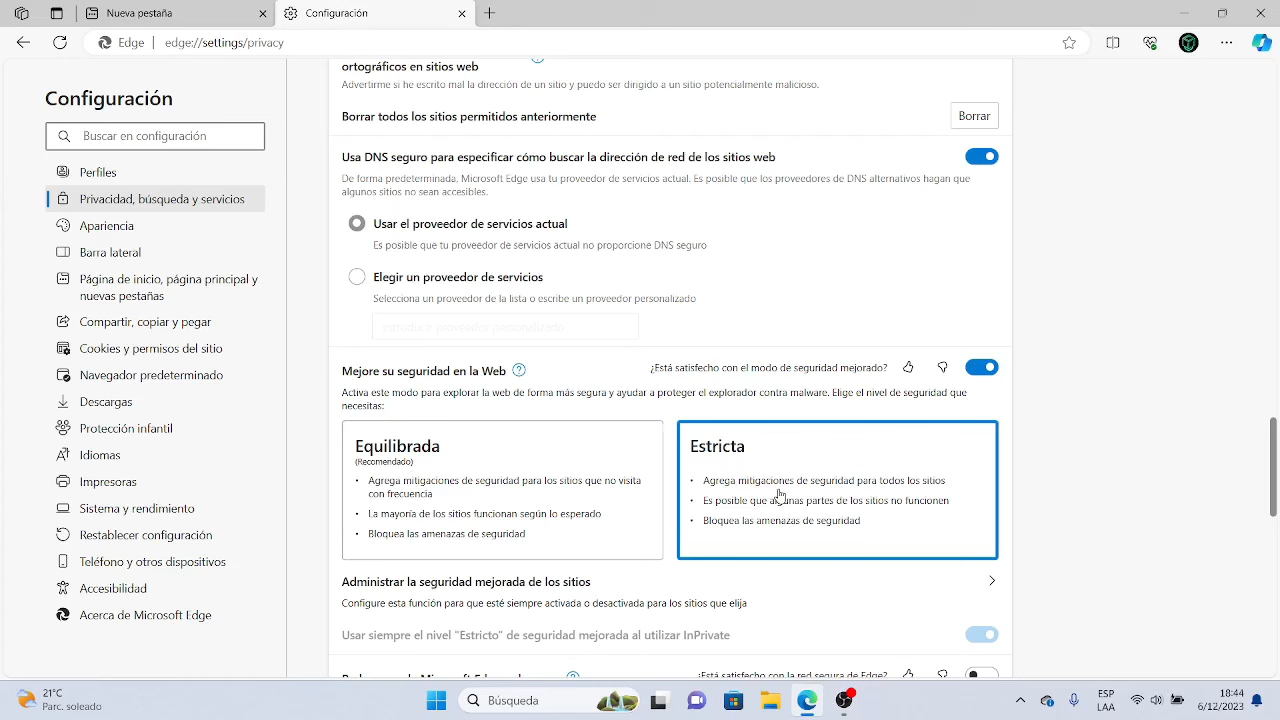 Nueva pestaña
Configuración
Edge
edge://settings/privacy
Configuración
Buscar en configuración
Perfiles
Privacidad, búsqueda y servicios
Apariencia
Barra lateral
Página de inicio, página principal y
nuevas pestañas
Compartir, copiar y pegar
Cookies y permisos del sitio
Navegador predeterminado
Descargas
Protección infantil
Idiomas
Impresoras
Sistema y rendimiento
Restablecer configuración
Teléfono y otros dispositivos
Accesibilidad
Acerca de Microsoft Edge
ortográficos en sitios web
Advertirme si he escrito mal la dirección de un sitio y puedo ser dirigido a un sitio potencialmente malicioso.
Borrar todos los sitios permitidos anteriormente
Borrar
Usa DNS seguro para especificar cómo buscar la dirección de red de los sitios web
De forma predeterminada, Microsoft Edge usa tu proveedor de servicios actual. Es posible que los proveedores de DNS alternativos hagan que
algunos sitios no sean accesibles.
Usar el proveedor de servicios actual
Es posible que tu proveedor de servicios actual no proporcione DNS seguro
Elegir un proveedor de servicios
Selecciona un proveedor de la lista o escribe un proveedor personalizado
Introducir proveedor personalizado
Mejore su seguridad en la Web
¿Está satisfecho con el modo de seguridad mejorado?
Activa este modo para explorar la web de forma más segura y ayudar a proteger el explorador contra malware. Elige el nivel de seguridad que
necesitas:
Equilibrada
(Recomendado)
• Agrega mitigaciones de seguridad para los sitios que no visita
con frecuencia
• La mayoría de los sitios funcionan según lo esperado
• Bloquea las amenazas de seguridad
Estricta
• Agrega mitigaciones de seguridad para todos los sitios
• Es posible que algunas partes de los sitios no funcionen
• Bloquea las amenazas de seguridad
Administrar la seguridad mejorada de los sitios
Configure esta función para que esté siempre activada o desactivada para los sitios que elija
Usar siempre el nivel "Estricto" de seguridad mejorada al utilizar InPrivate
¿Está satisfecho con la red segura de Edge?
21°C
Parc. soleado
Búsqueda
ESP
LAA
18:44
6/12/2023